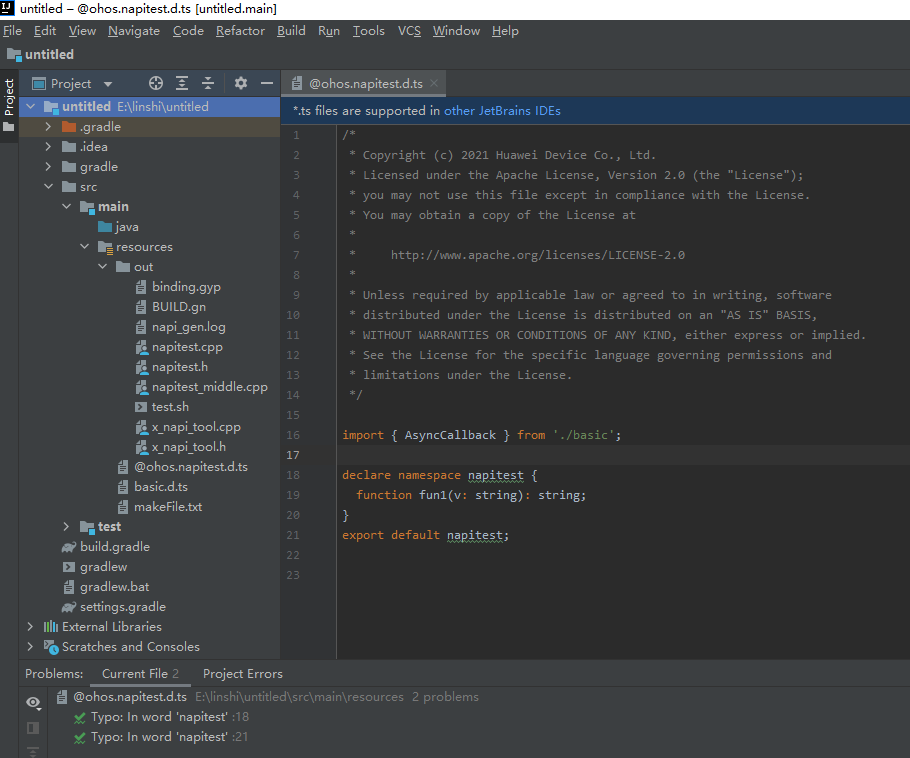 untitled – @ohos.napitest.d.ts [untitled.main]
File Edit View Navigate Code Refactor Build Run Tools VCS Window Help
untitled
Project
Project
@ohos.napitest.d.ts
untitled E:\linshi\untitled
*.ts files are supported in other JetBrains IDEs
.gradle
.idea
gradle
src
main
java
resources
out
binding.gyp
BUILD.gn
napi_gen.log
napitest.cpp
napitest.h
napitest_middle.cpp
test.sh
x_napi_tool.cpp
x_napi_tool.h
@ohos.napitest.d.ts
basic.d.ts
makeFile.txt
test
build.gradle
gradlew
gradlew.bat
settings.gradle
External Libraries
Scratches and Consoles
1 /*
2 * Copyright (c) 2021 Huawei Device Co., Ltd.
3 * Licensed under the Apache License, Version 2.0 (the "License");
4 * you may not use this file except in compliance with the License.
5 * You may obtain a copy of the License at
6 *
7 * http://www.apache.org/licenses/LICENSE-2.0
8 *
9 * Unless required by applicable law or agreed to in writing, software
10 * distributed under the License is distributed on an "AS IS" BASIS,
11 * WITHOUT WARRANTIES OR CONDITIONS OF ANY KIND, either express or implied.
12 * See the License for the specific language governing permissions and
13 * limitations under the License.
14 */
15
16 import { AsyncCallback } from './basic';
17
18 declare namespace napitest {
19 function fun1(v: string): string;
20 }
21 export default napitest;
22
23
Problems: Current File 2 Project Errors
@ohos.napitest.d.ts E:\linshi\untitled\src\main\resources 2 problems
Typo: In word 'napitest' :18
Typo: In word 'napitest' :21